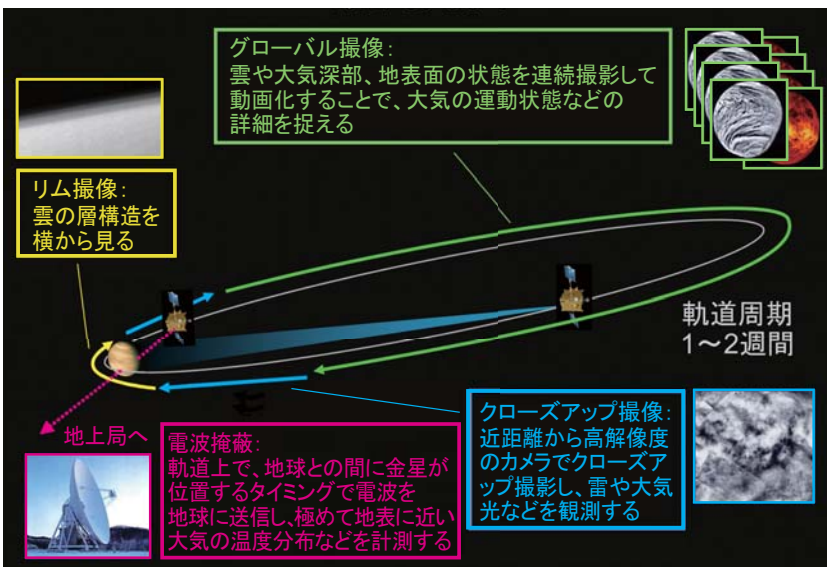 グローバル撮像:
雲や大気深部、地表面の状態を連続撮影して
動画化することで、大気の運動状態などの
詳細を捉える
リム撮像:
雲の層構造を
横から見る
軌道周期
1~2週間
地上局へ
電波掩蔽:
軌道上で、地球との間に金星が
位置するタイミングで電波を
地球に送信し、極めて地表に近い
大気の温度分布などを計測する
クローズアップ撮像:
近距離から高解像度
のカメラでクローズア
ップ撮影し、雷や大気
光などを観測する